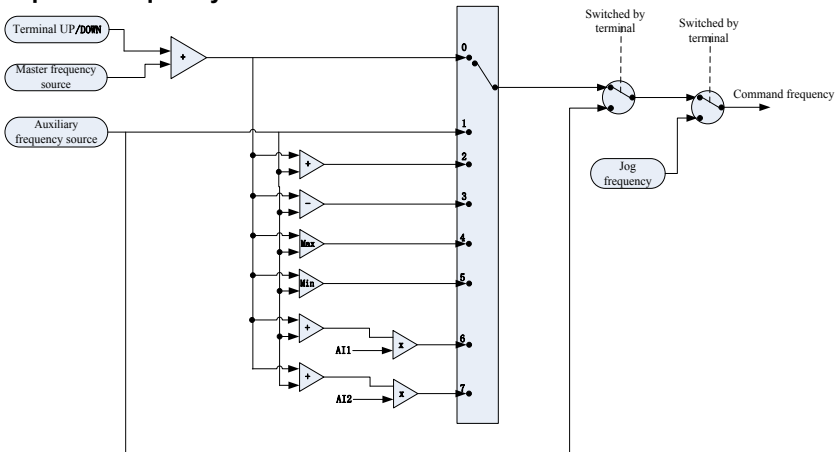 Terminal UP/DOWN
+
Master frequency
source
Auxiliary
frequency source
0
1
2
+
3
-
4
Max
5
Min
6
+
AI1
x
7
+
AI2
x
Switched by
terminal
Switched by
terminal
Command frequency
Jog
frequency